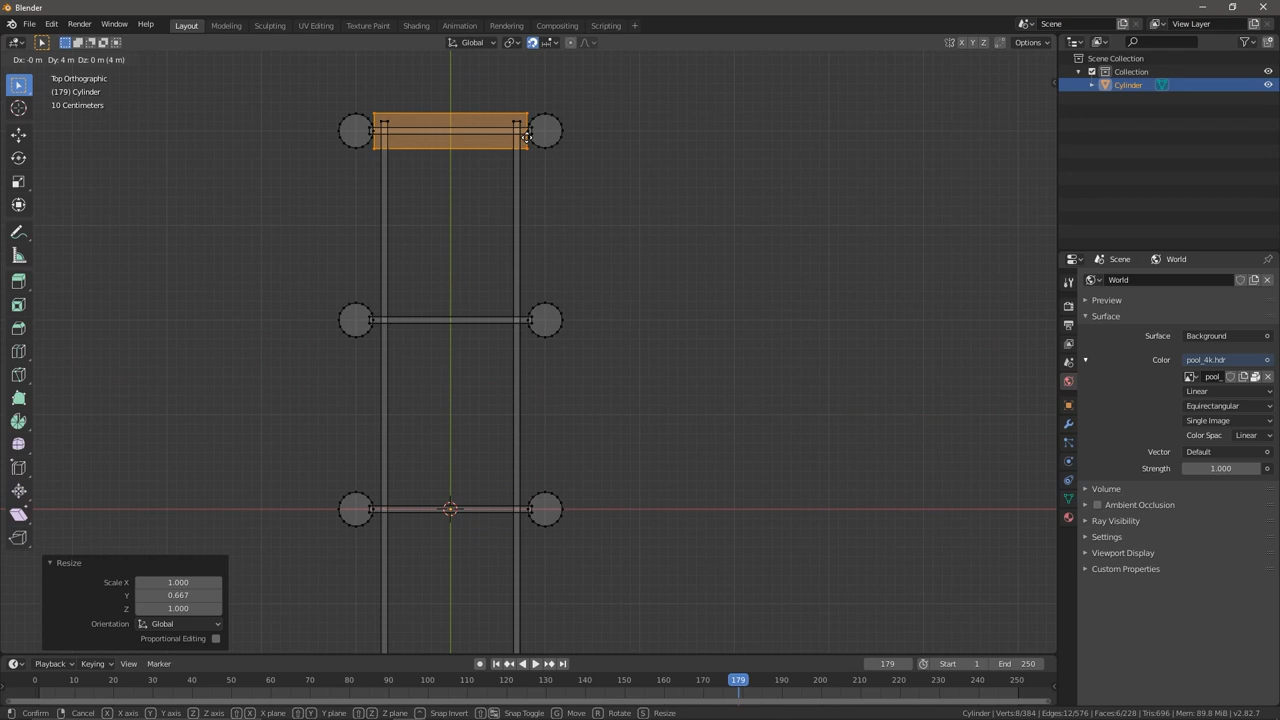 Blender
File Edit Render Window Help Layout Modeling Sculpting UV Editing Texture Paint Shading Animation Rendering Compositing Scripting + Scene View Layer
Global X Y Z Options
Dx: -0 m Dy: 4 m Dz: 0 m (4 m)
Top Orthographic
(179) Cylinder
10 Centimeters
Scene Collection
Collection
Cylinder
Scene World
World
Preview
Surface
Surface Background
Color pool_4k.hdr
pool_
Linear
Equirectangular
Single Image
Color Spac Linear
Vector Default
Strength 1.000
Volume
Ambient Occlusion
Ray Visibility
Settings
Viewport Display
Custom Properties
Resize
Scale X 1.000
Y 0.667
Z 1.000
Orientation Global
Proportional Editing
Playback Keying View Marker 179 Start 1 End 250
0 10 20 30 40 50 60 70 80 90 100 110 120 130 140 150 160 170 179 190 200 210 220 230 240 250
Confirm Cancel X X axis Y Y axis Z Z axis X X plane Y Y plane Z Z plane Snap Invert Snap Toggle G Move R Rotate S Resize Cylinder | Verts:8/384 | Edges:12/576 | Faces:6/228 | Tris:696 | Mem: 89.8 MiB | v2.82.7